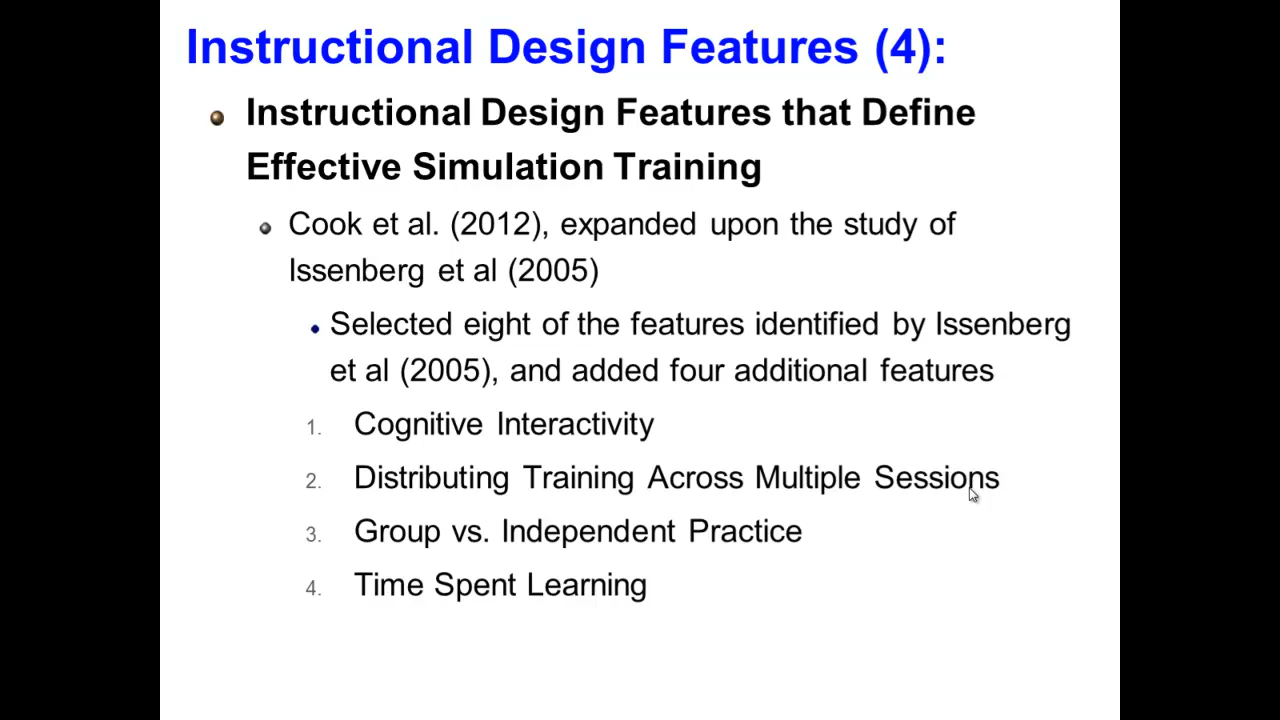 Instructional Design Features (4):
Instructional Design Features that Define
Effective Simulation Training
Cook et al. (2012), expanded upon the study of
Issenberg et al (2005)
Selected eight of the features identified by Issenberg
et al (2005), and added four additional features
1. Cognitive Interactivity
2. Distributing Training Across Multiple Sessions
3. Group vs. Independent Practice
4. Time Spent Learning